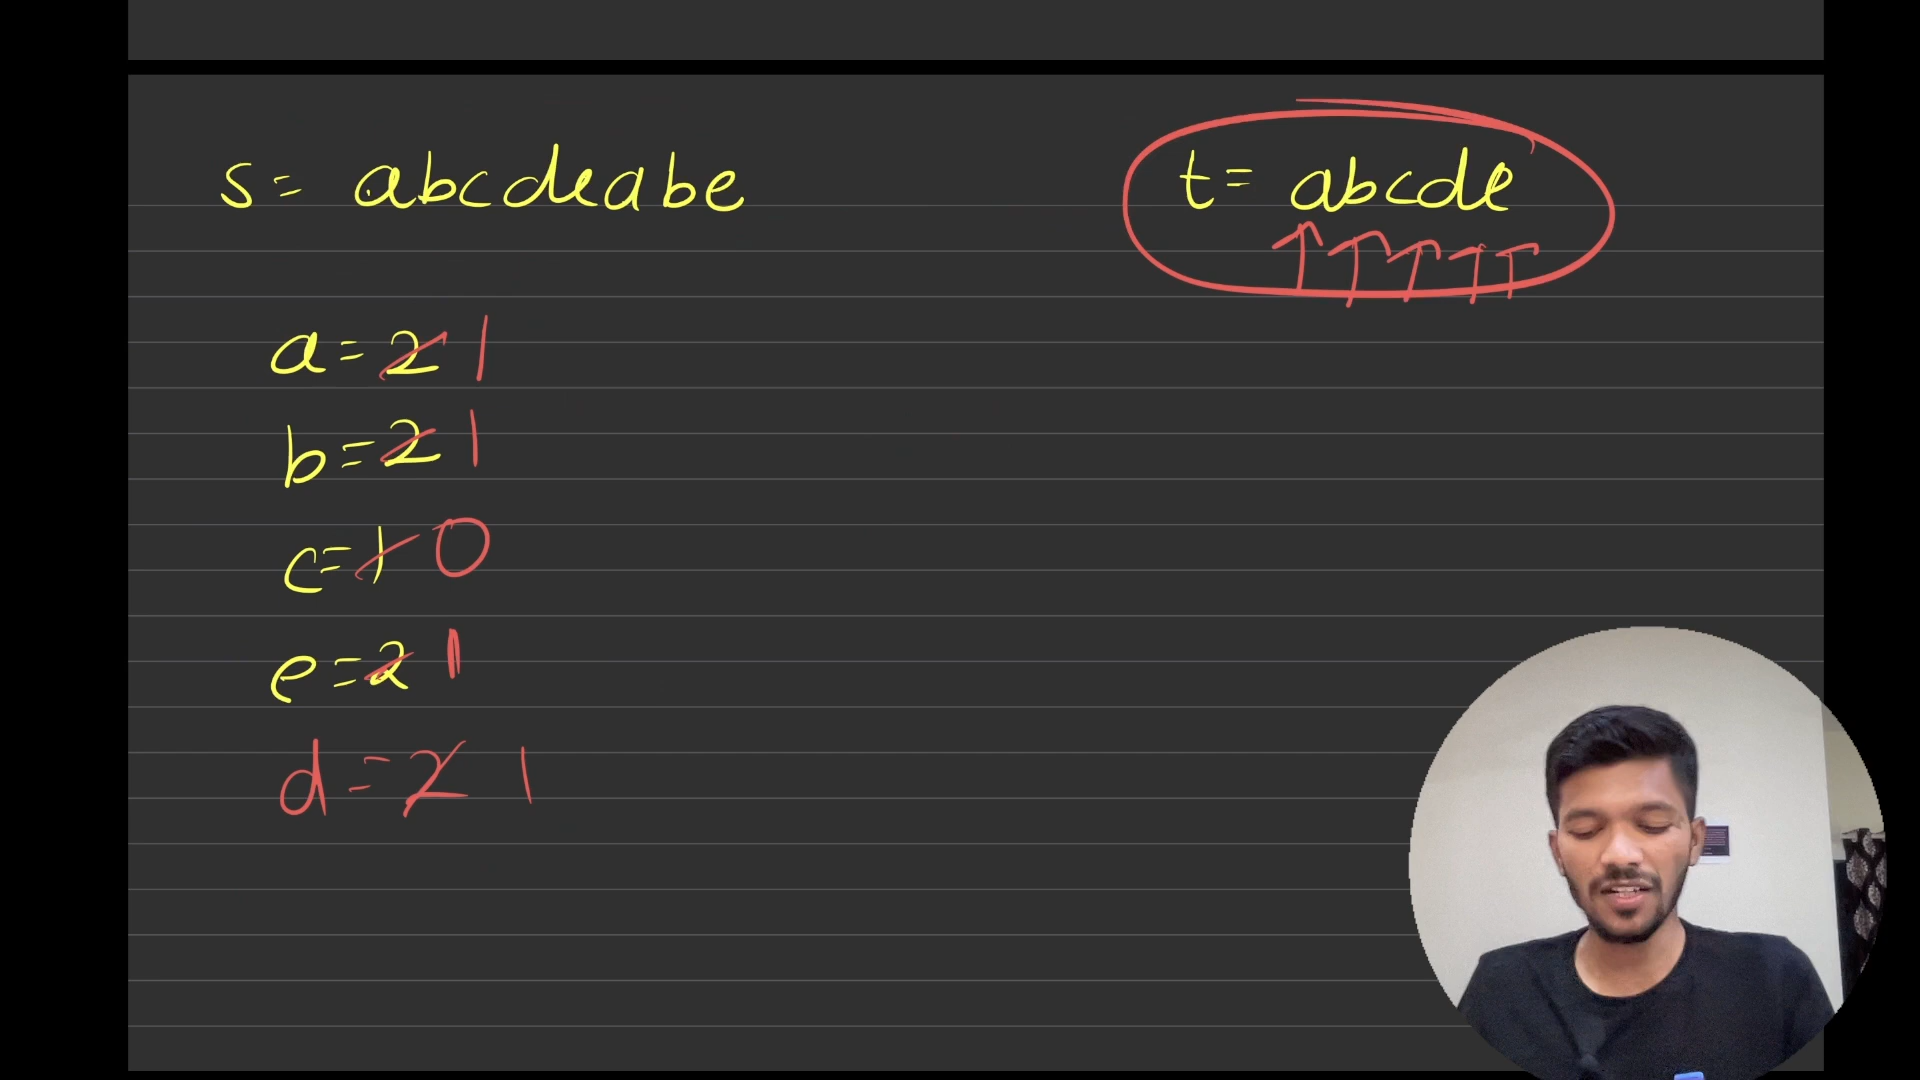 s= abcdeabe
t= abcde
a=2 1
b=2 1
c=1 0
e=2 1
d=2 1